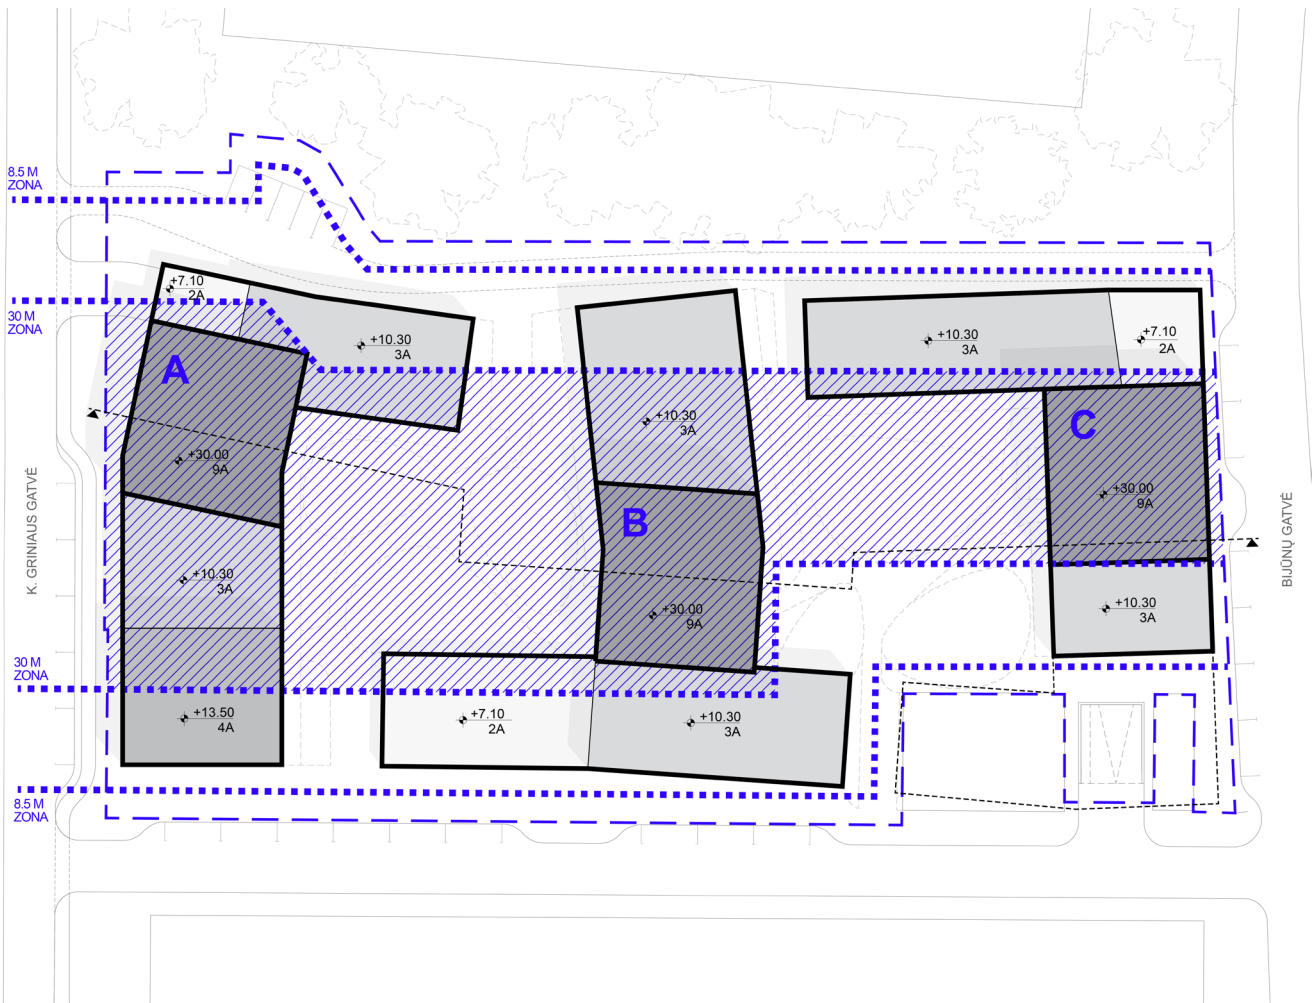 8.5 M
ZONA
+7.10
2A
30 M
ZONA
+10.30
3A
+10.30
3A
+7.10
2A
A
C
+10.30
3A
+30.00
9A
B
+30.00
9A
K. GRINIAUS GATVĖ
BIJŪNŲ GATVĖ
+10.30
3A
+30.00
9A
+10.30
3A
30 M
ZONA
+13.50
4A
+7.10
2A
+10.30
3A
8.5 M
ZONA